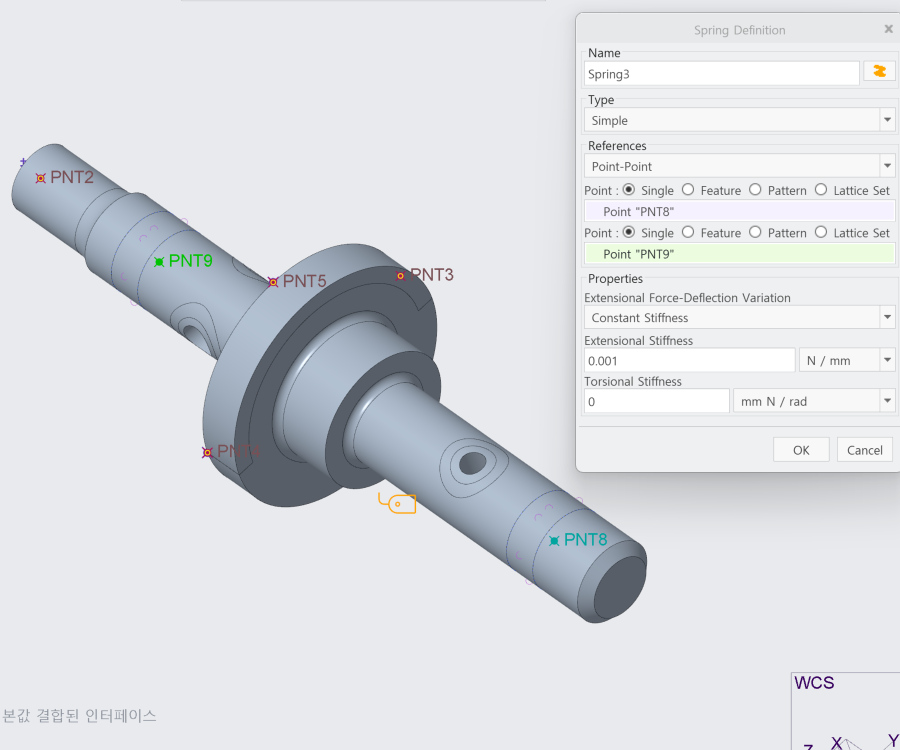 Spring Definition
Name
Spring3
Type
Simple
References
Point-Point
Point : Single Feature Pattern Lattice Set
Point "PNT8"
Point : Single Feature Pattern Lattice Set
Point "PNT9"
Properties
Extensional Force-Deflection Variation
Constant Stiffness
Extensional Stiffness
0.001 N / mm
Torsional Stiffness
0 mm N / rad
OK Cancel
PNT2
PNT9
PNT5
PNT3
PNT8
WCS
X
Y
Z
본값 결합된 인터페이스